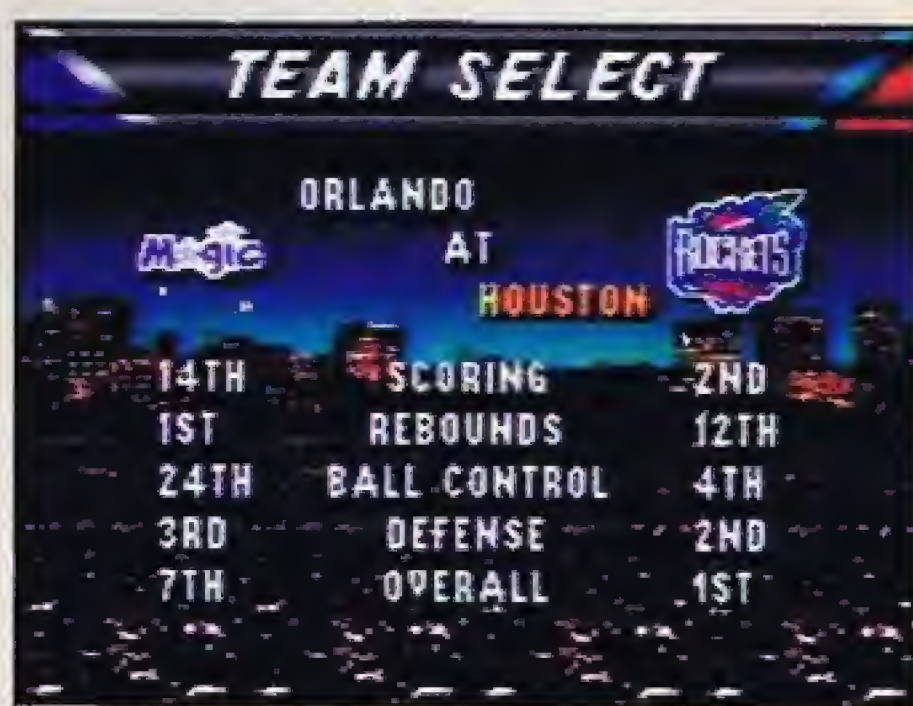 TEAM SELECT
ORLANDO
Magic
AT
ROCKETS
HOUSTON
14TH SCORING 2ND
1ST REBOUNDS 12TH
24TH BALL CONTROL 4TH
3RD DEFENSE 2ND
7TH OVERALL 1ST